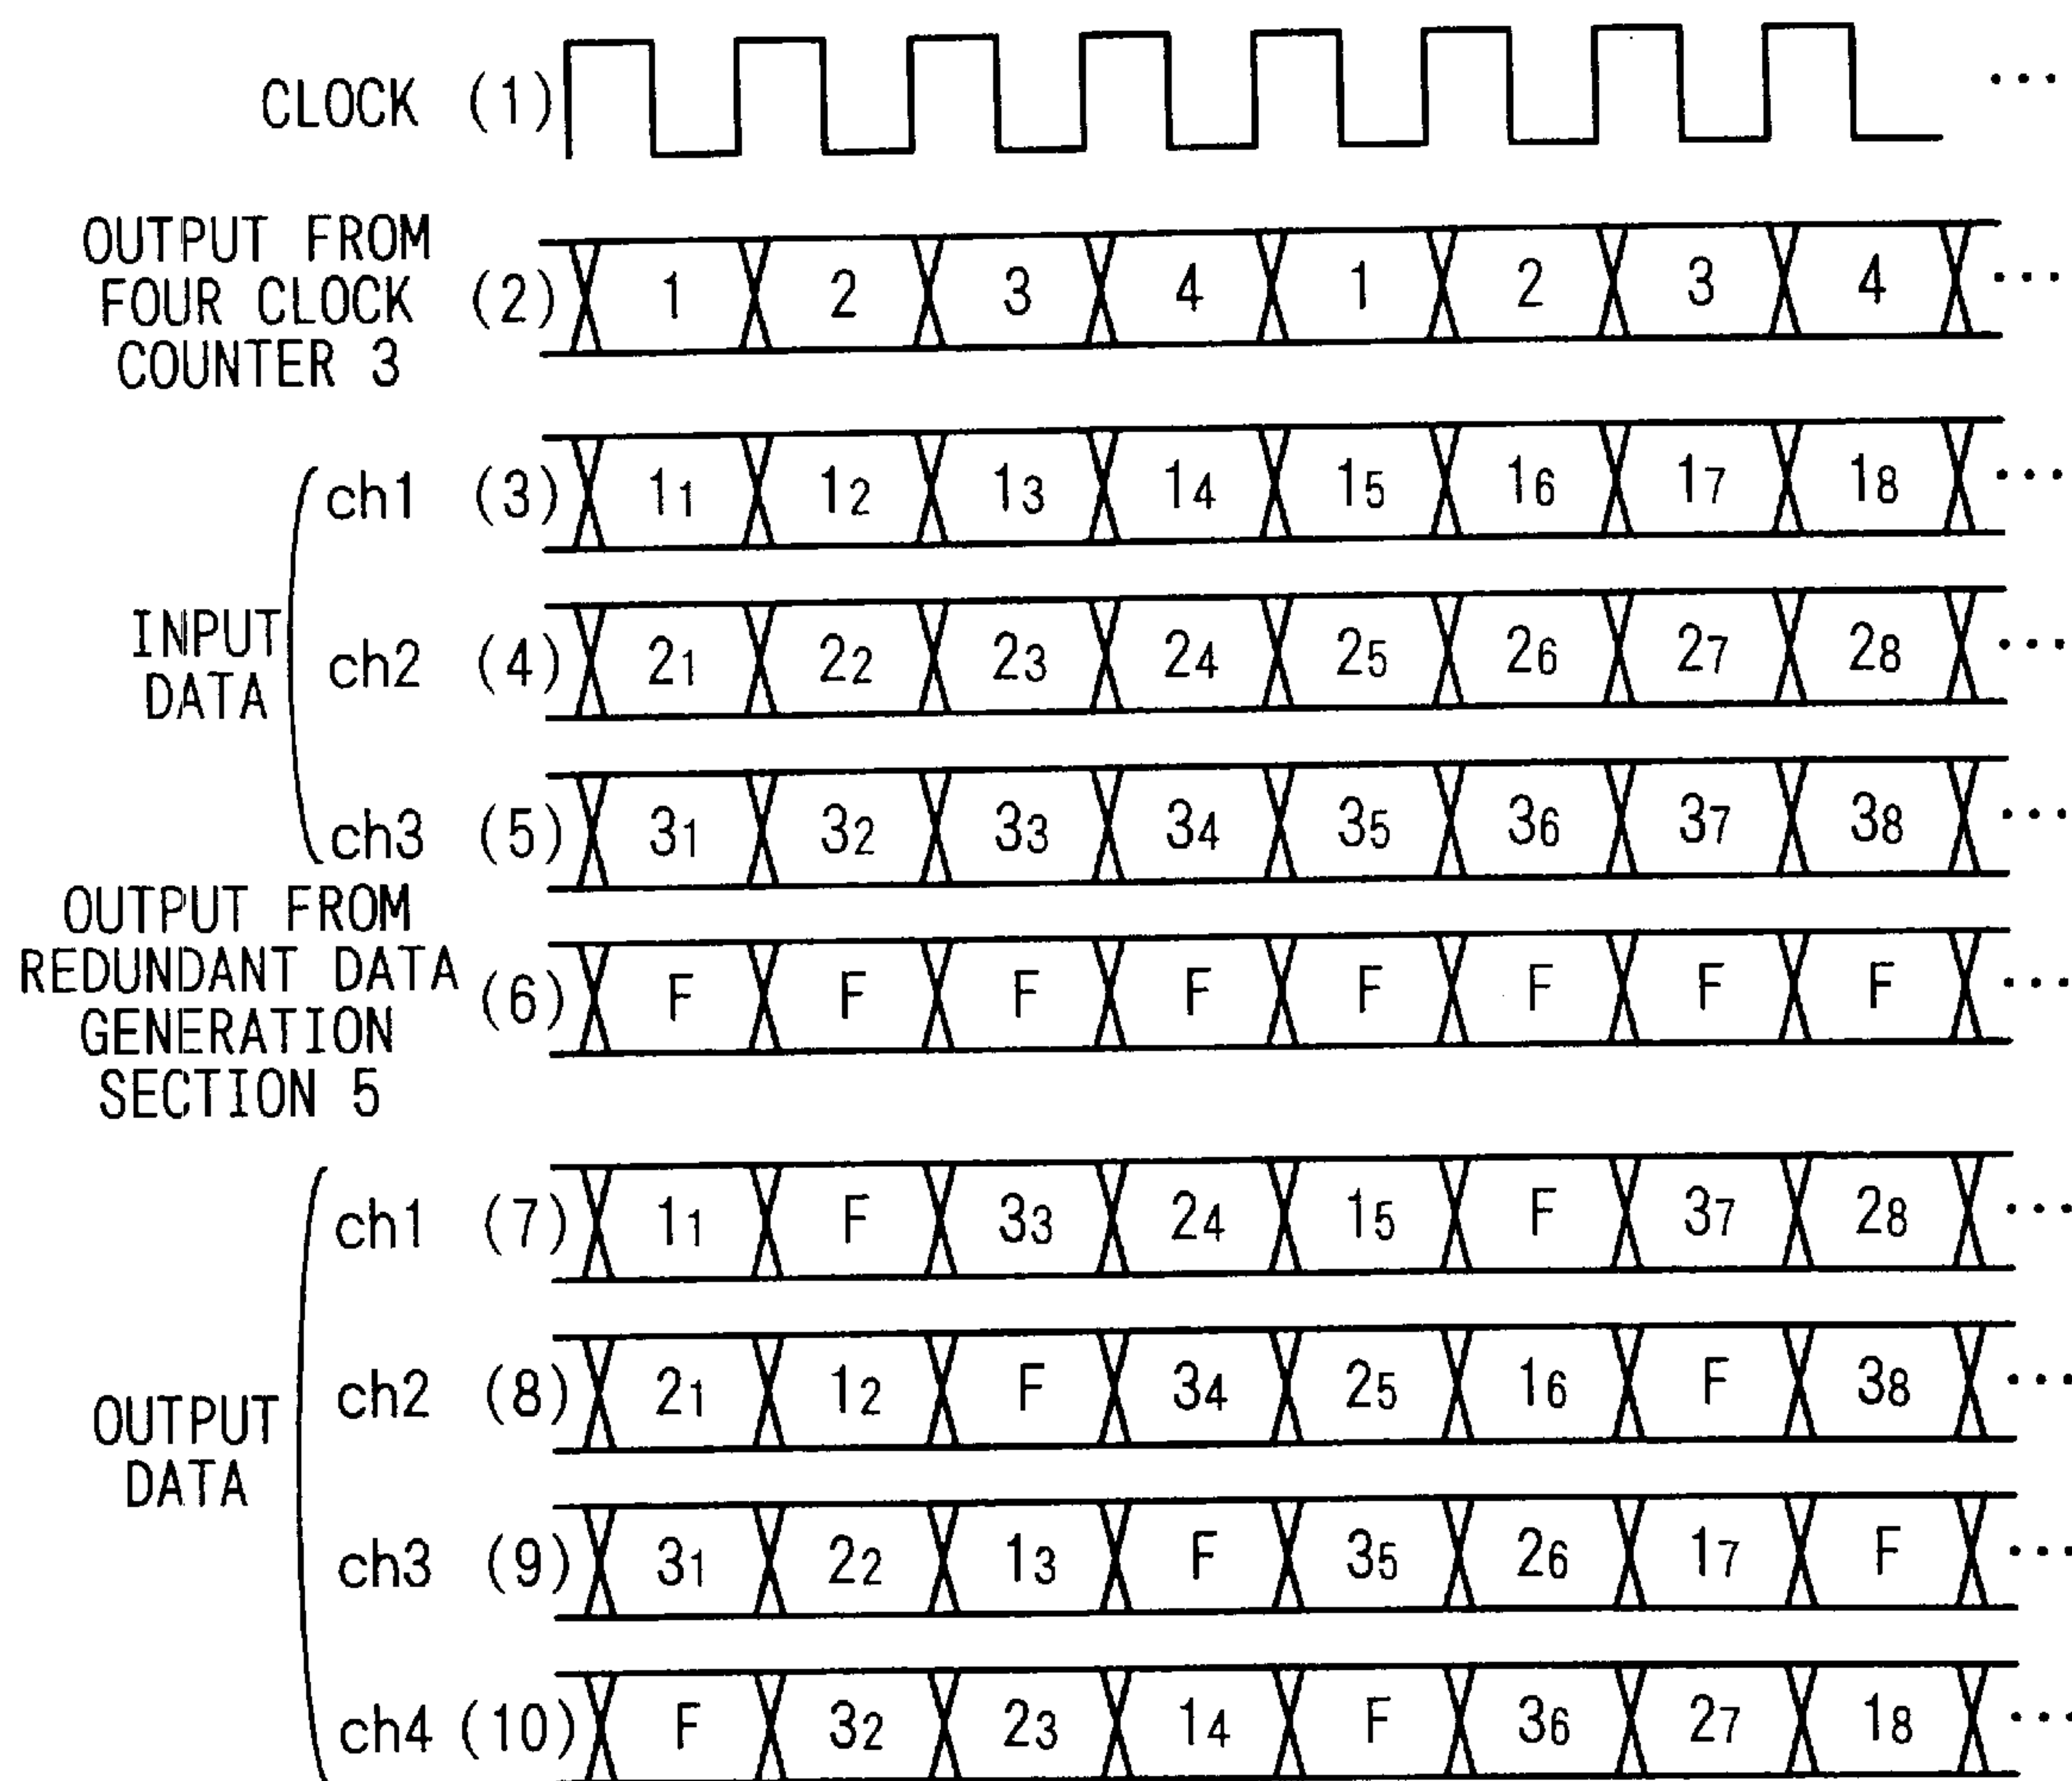 CLOCK (1) ...
OUTPUT FROM
FOUR CLOCK
COUNTER 3
(2) 1 2 3 4 1 2 3 4 ...
INPUT
DATA
ch1 (3) 11 12 13 14 15 16 17 18 ...
ch2 (4) 21 22 23 24 25 26 27 28 ...
ch3 (5) 31 32 33 34 35 36 37 38 ...
OUTPUT FROM
REDUNDANT DATA
GENERATION
SECTION 5
(6) F F F F F F F F ...
OUTPUT
DATA
ch1 (7) 11 F 33 24 15 F 37 28 ...
ch2 (8) 21 12 F 34 25 16 F 38 ...
ch3 (9) 31 22 13 F 35 26 17 F ...
ch4 (10) F 32 23 14 F 36 27 18 ...